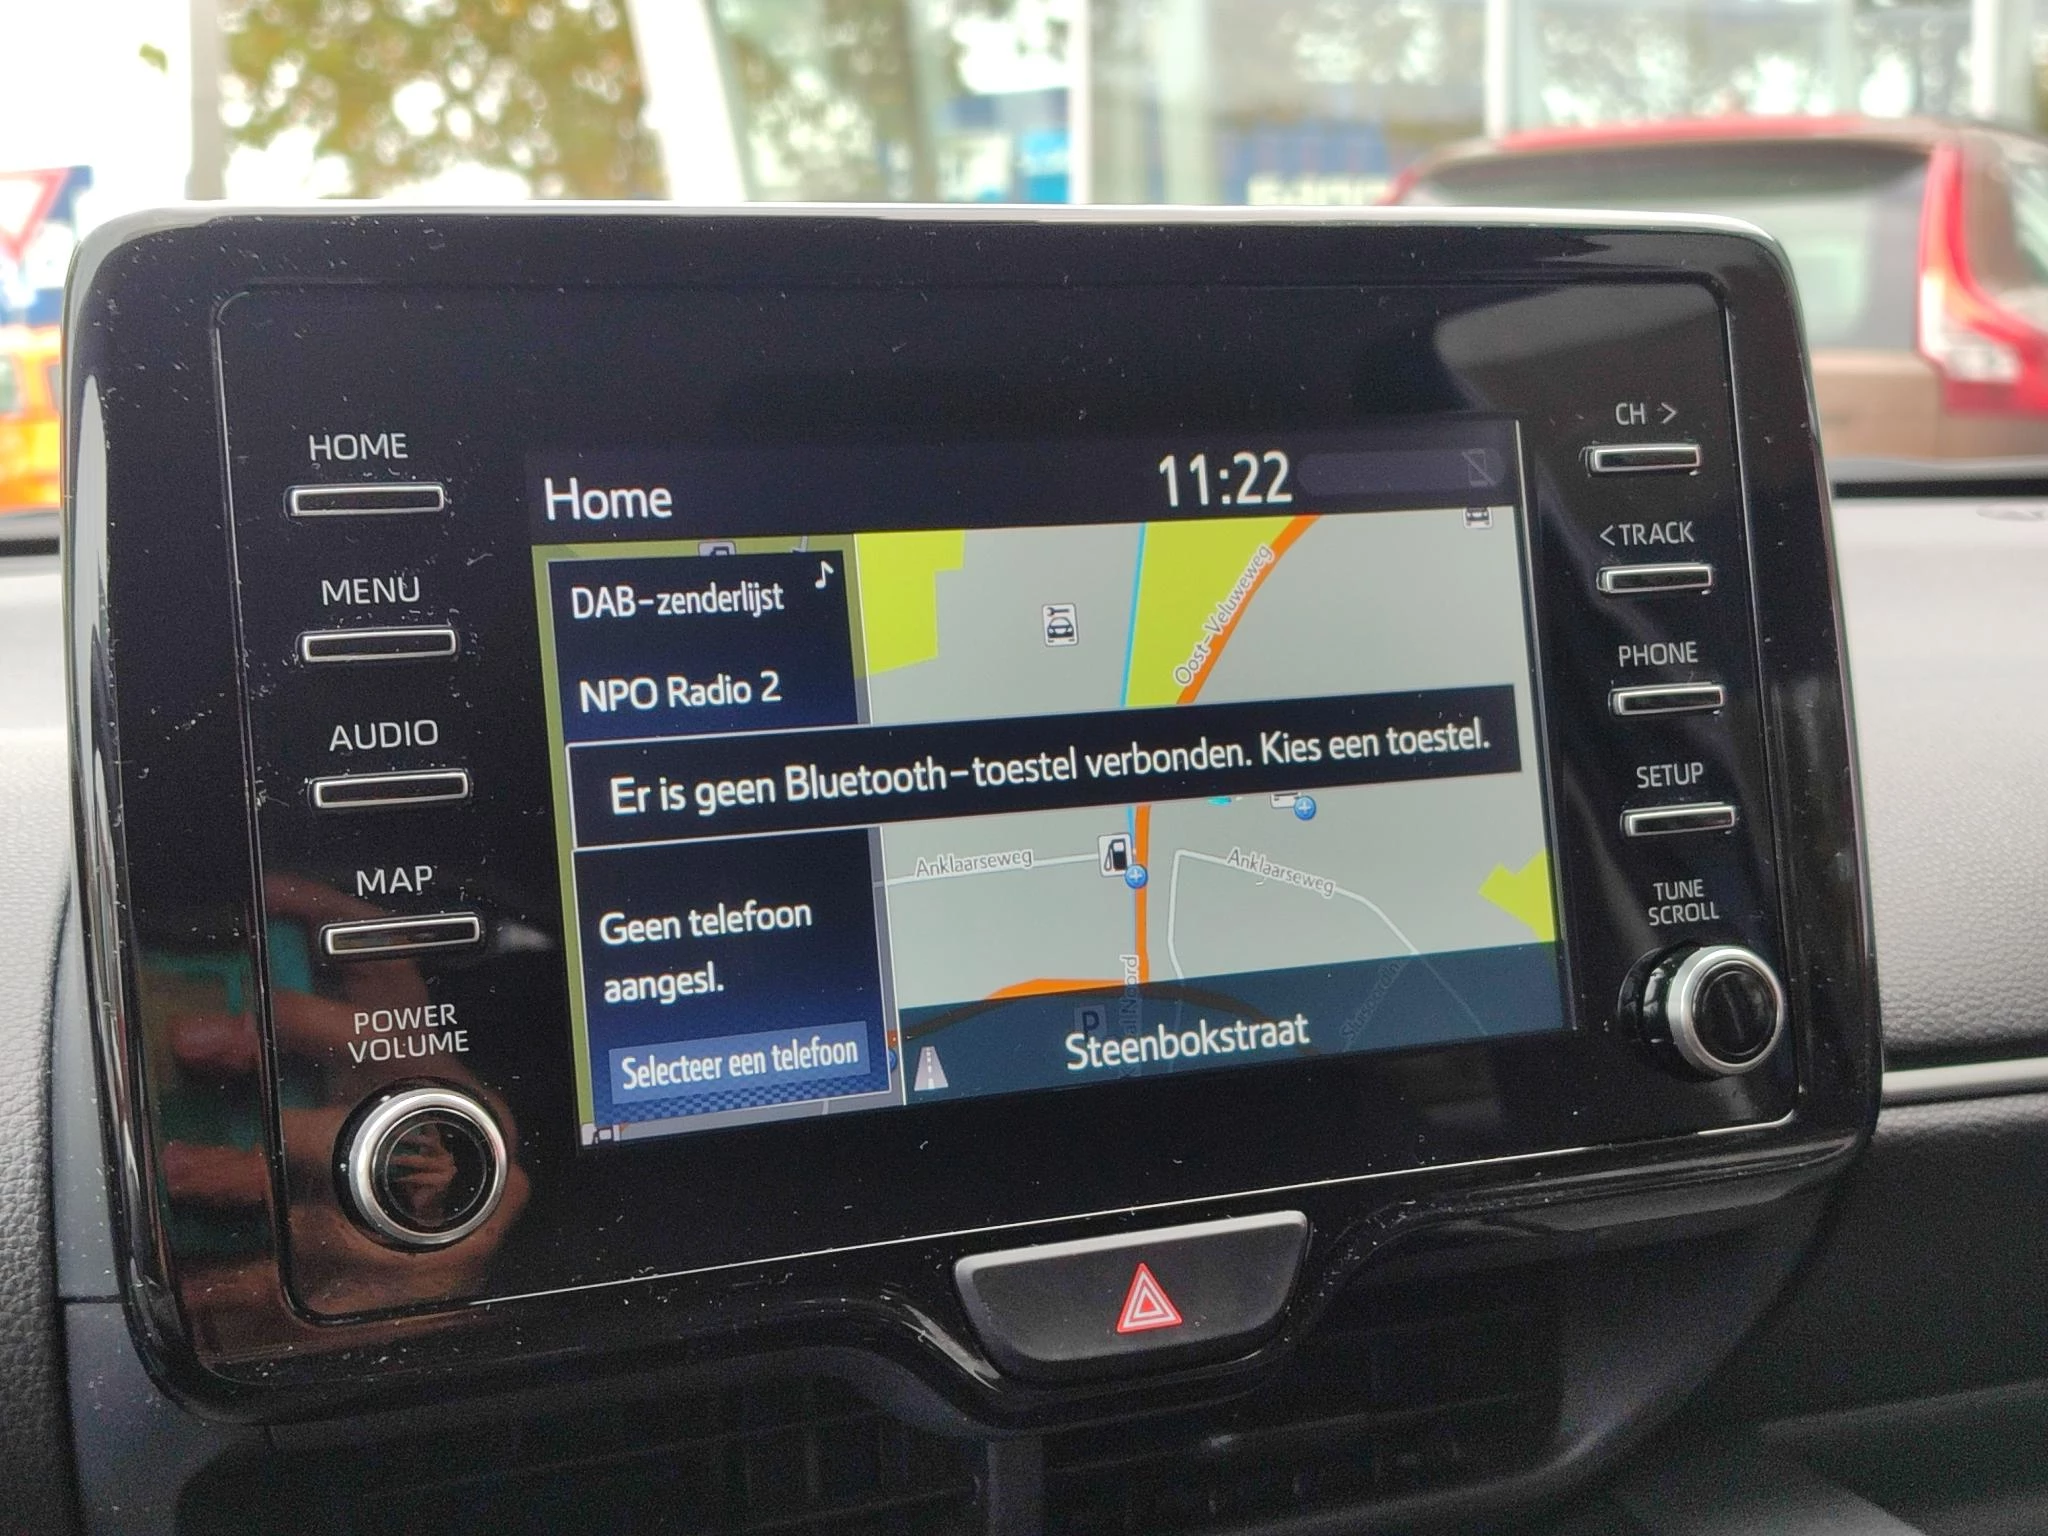 HOME
MENU
AUDIO
MAP
POWER
VOLUME
Home
11:22
DAB-zenderlijst
NPO Radio 2
Oost-Veluweweg
Er is geen Bluetooth-toestel verbonden. Kies een toestel.
Anklaarseweg
Anklaarseweg
Geen telefoon
aangesl.
Selecteer een telefoon
P
Noord
Steenbokstraat
CH >
< TRACK
PHONE
SETUP
TUNE
SCROLL